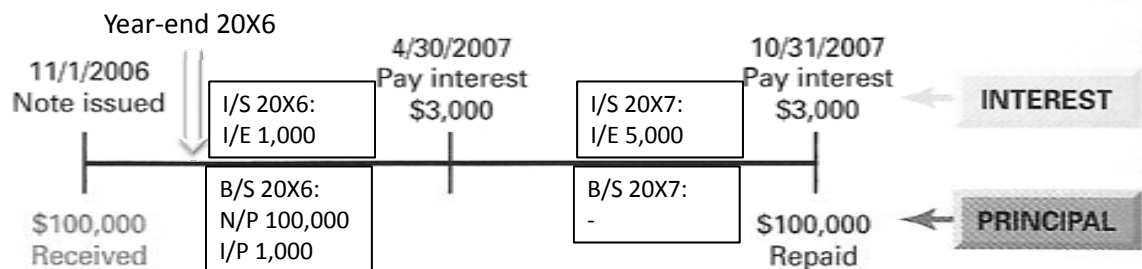 Year-end 20X6
11/1/2006
Note issued
I/S 20X6:
I/E 1,000
4/30/2007
Pay interest
$3,000
I/S 20X7:
I/E 5,000
10/31/2007
Pay interest
$3,000
INTEREST
$100,000
Received
B/S 20X6:
N/P 100,000
I/P 1,000
B/S 20X7:
-
$100,000
Repaid
PRINCIPAL